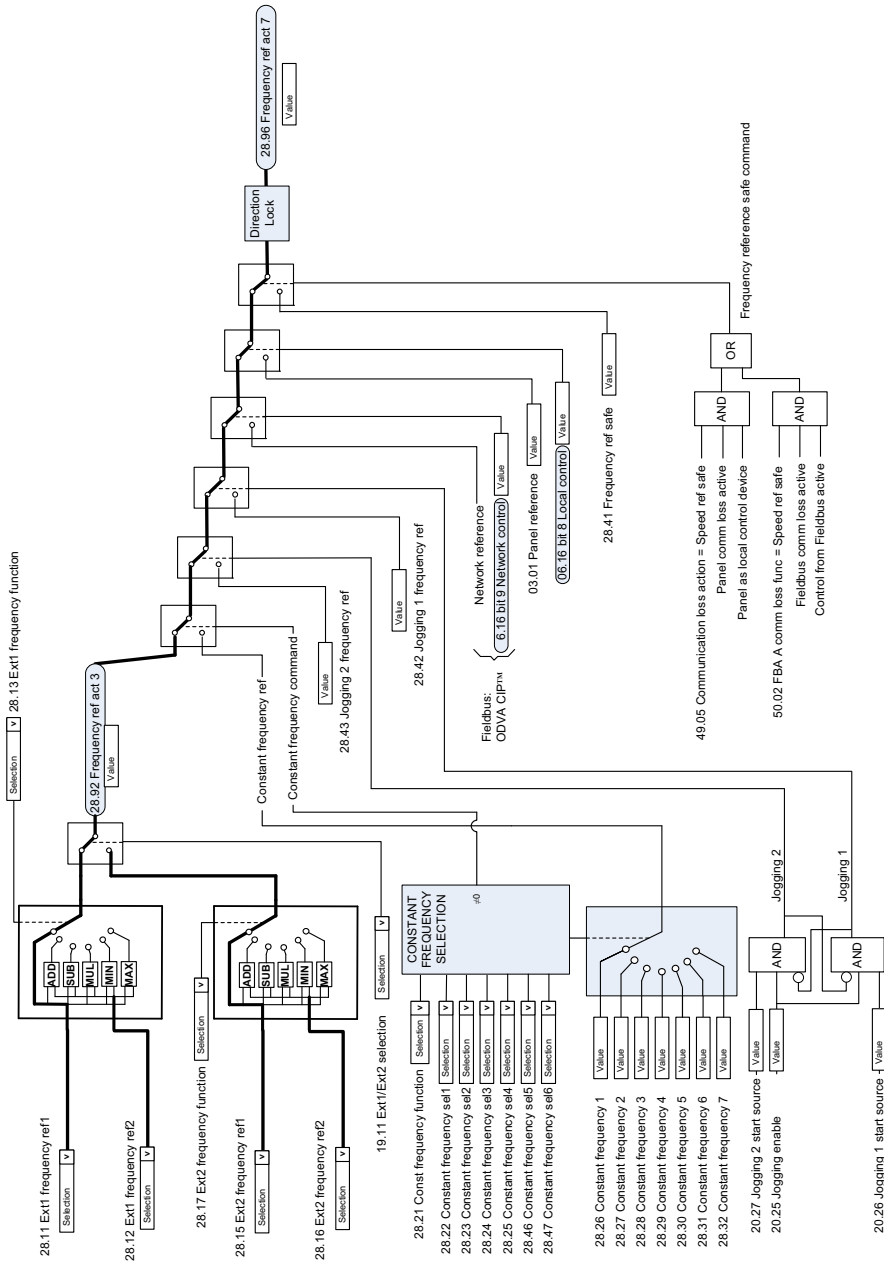 28.11 Ext1 frequency ref1
Selection v
28.12 Ext1 frequency ref2
Selection v
ADD
SUB
MUL
MIN
MAX
Selection v 28.13 Ext1 frequency function
28.17 Ext2 frequency function Selection v
28.15 Ext2 frequency ref1
Selection v
28.16 Ext2 frequency ref2
Selection v
ADD
SUB
MUL
MIN
MAX
19.11 Ext1/Ext2 selection Selection v
28.92 Frequency ref act 3
Value
28.21 Const frequency function Selection v
28.22 Constant frequency sel1 Selection v
28.23 Constant frequency sel2 Selection v
28.24 Constant frequency sel3 Selection v
28.25 Constant frequency sel4 Selection v
28.46 Constant frequency sel5 Selection v
28.47 Constant frequency sel6 Selection v
CONSTANT
FREQUENCY
SELECTION
≠0
28.26 Constant frequency 1 Value
28.27 Constant frequency 2 Value
28.28 Constant frequency 3 Value
28.29 Constant frequency 4 Value
28.30 Constant frequency 5 Value
28.31 Constant frequency 6 Value
28.32 Constant frequency 7 Value
20.27 Jogging 2 start source Value
20.25 Jogging enable Value
20.26 Jogging 1 start source Value
AND
AND
Jogging 2
Jogging 1
Constant frequency ref
Constant frequency command
Value
28.43 Jogging 2 frequency ref
Value
28.42 Jogging 1 frequency ref
Fieldbus:
ODVA CIP™
Network reference
6.16 bit 9 Network control Value
03.01 Panel reference Value
06.16 bit 8 Local control Value
28.41 Frequency ref safe Value
49.05 Communication loss action = Speed ref safe
Panel comm loss active
Panel as local control device
AND
50.02 FBA A comm loss func = Speed ref safe
Fieldbus comm loss active
Control from Fieldbus active
AND
OR
Frequency reference safe command
Direction
Lock
28.96 Frequency ref act 7
Value